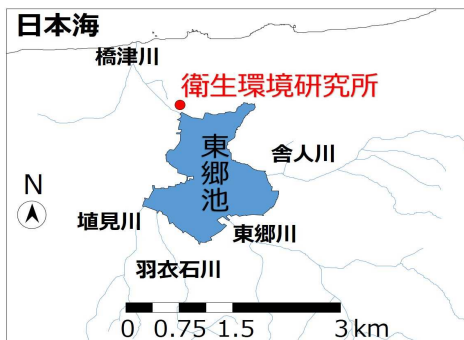 日本海
橋津川
衛生環境研究所
東郷池
舎人川
N
埴見川
東郷川
羽衣石川
0 0.75 1.5 3 km